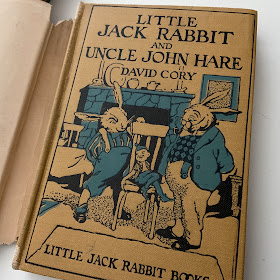 LITTLE
JACK RABBIT
AND
UNCLE JOHN HARE
DAVID CORY
LITTLE JACK RABBIT BOOKS